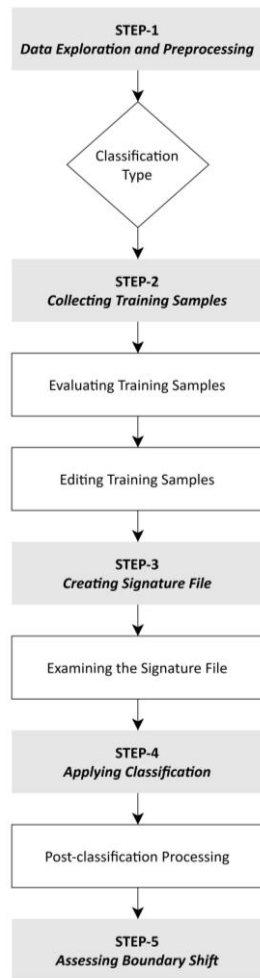 STEP-1
Data Exploration and Preprocessing
Classification
Type
STEP-2
Collecting Training Samples
Evaluating Training Samples
Editing Training Samples
STEP-3
Creating Signature File
Examining the Signature File
STEP-4
Applying Classification
Post-classification Processing
STEP-5
Assessing Boundary Shift